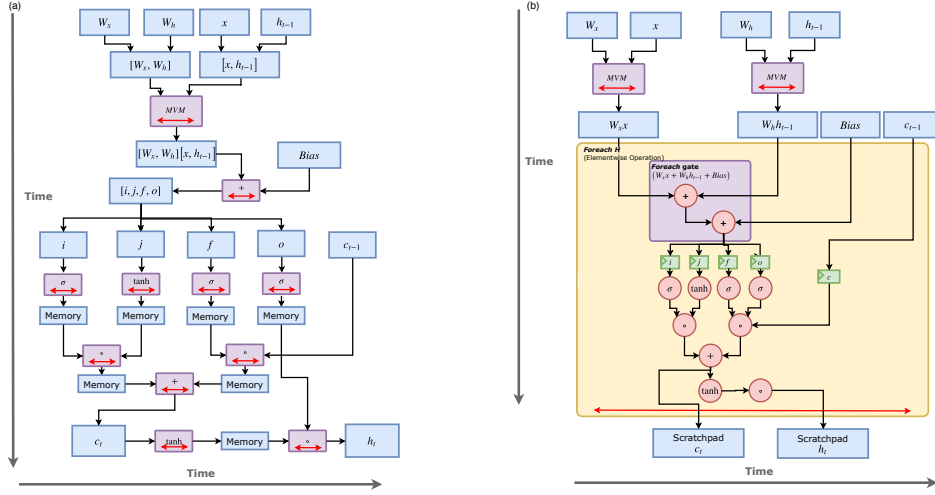 (a)
W_x W_h x h_{t-1}
[W_x, W_h] [x, h_{t-1}]
MVM
[W_x, W_h][x, h_{t-1}] Bias
+
[i, j, f, o]
Time
i j f o c_{t-1}
σ tanh σ σ
Memory Memory Memory Memory
∘ ∘
Memory + Memory
c_t tanh Memory ∘ h_t
Time
(b)
W_x x W_h h_{t-1}
MVM MVM
W_x x W_h h_{t-1} Bias c_{t-1}
Foreach H
(Elementwise Operation)
Foreach gate
(W_x x + W_h h_{t-1} + Bias)
Time
+
+
i j f o
c
σ tanh σ σ
∘ ∘
+
tanh ∘
Scratchpad Scratchpad
c_t h_t
Time